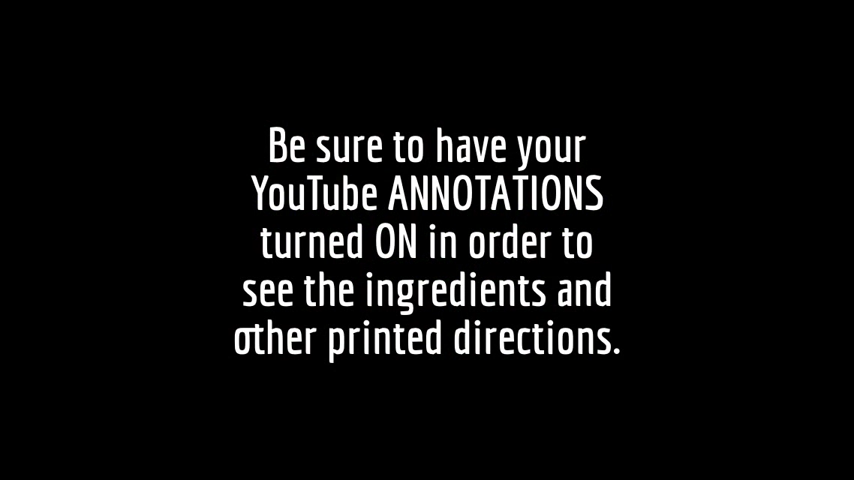 Be sure to have your
YouTube ANNOTATIONS
turned ON in order to
see the ingredients and
other printed directions.